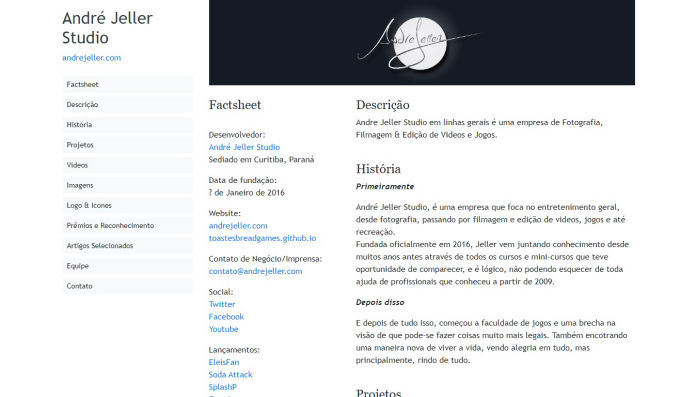 André Jeller
Studio
andrejeller.com
Factsheet
Descrição
História
Projetos
Vídeos
Imagens
Logo & Icones
Prêmios e Reconhecimento
Artigos Selecionados
Equipe
Contato
André Jeller
Factsheet
Desenvolvedor:
André Jeller Studio
Sediado em Curitiba, Paraná
Data de fundação:
? de Janeiro de 2016
Website:
andrejeller.com
toastesbreadgames.github.io
Contato de Negócio/Imprensa:
contato@andrejeller.com
Social:
Twitter
Facebook
Youtube
Lançamentos:
EleisFan
Soda Attack
SplashP
Descrição
Andre Jeller Studio em linhas gerais é uma empresa de Fotografia,
Filmagem & Edição de Videos e Jogos.
História
Primeiramente
André Jeller Studio, é uma empresa que foca no entretenimento geral,
desde fotografia, passando por filmagem e edição de videos, jogos e até
recreação.
Fundada oficialmente em 2016, Jeller vem juntando conhecimento desde
muitos anos antes através de todos os cursos e mini-cursos que teve
oportunidade de comparecer, e é lógico, não podendo esquecer de toda
ajuda de profissionais que conheceu a partir de 2009.
Depois disso
E depois de tudo isso, começou a faculdade de jogos e uma brecha na
visão de que pode-se fazer coisas muito mais legais. Também encotrando
uma maneira nova de viver a vida, vendo alegria em tudo, mas
principalmente, rindo de tudo.
Projetos